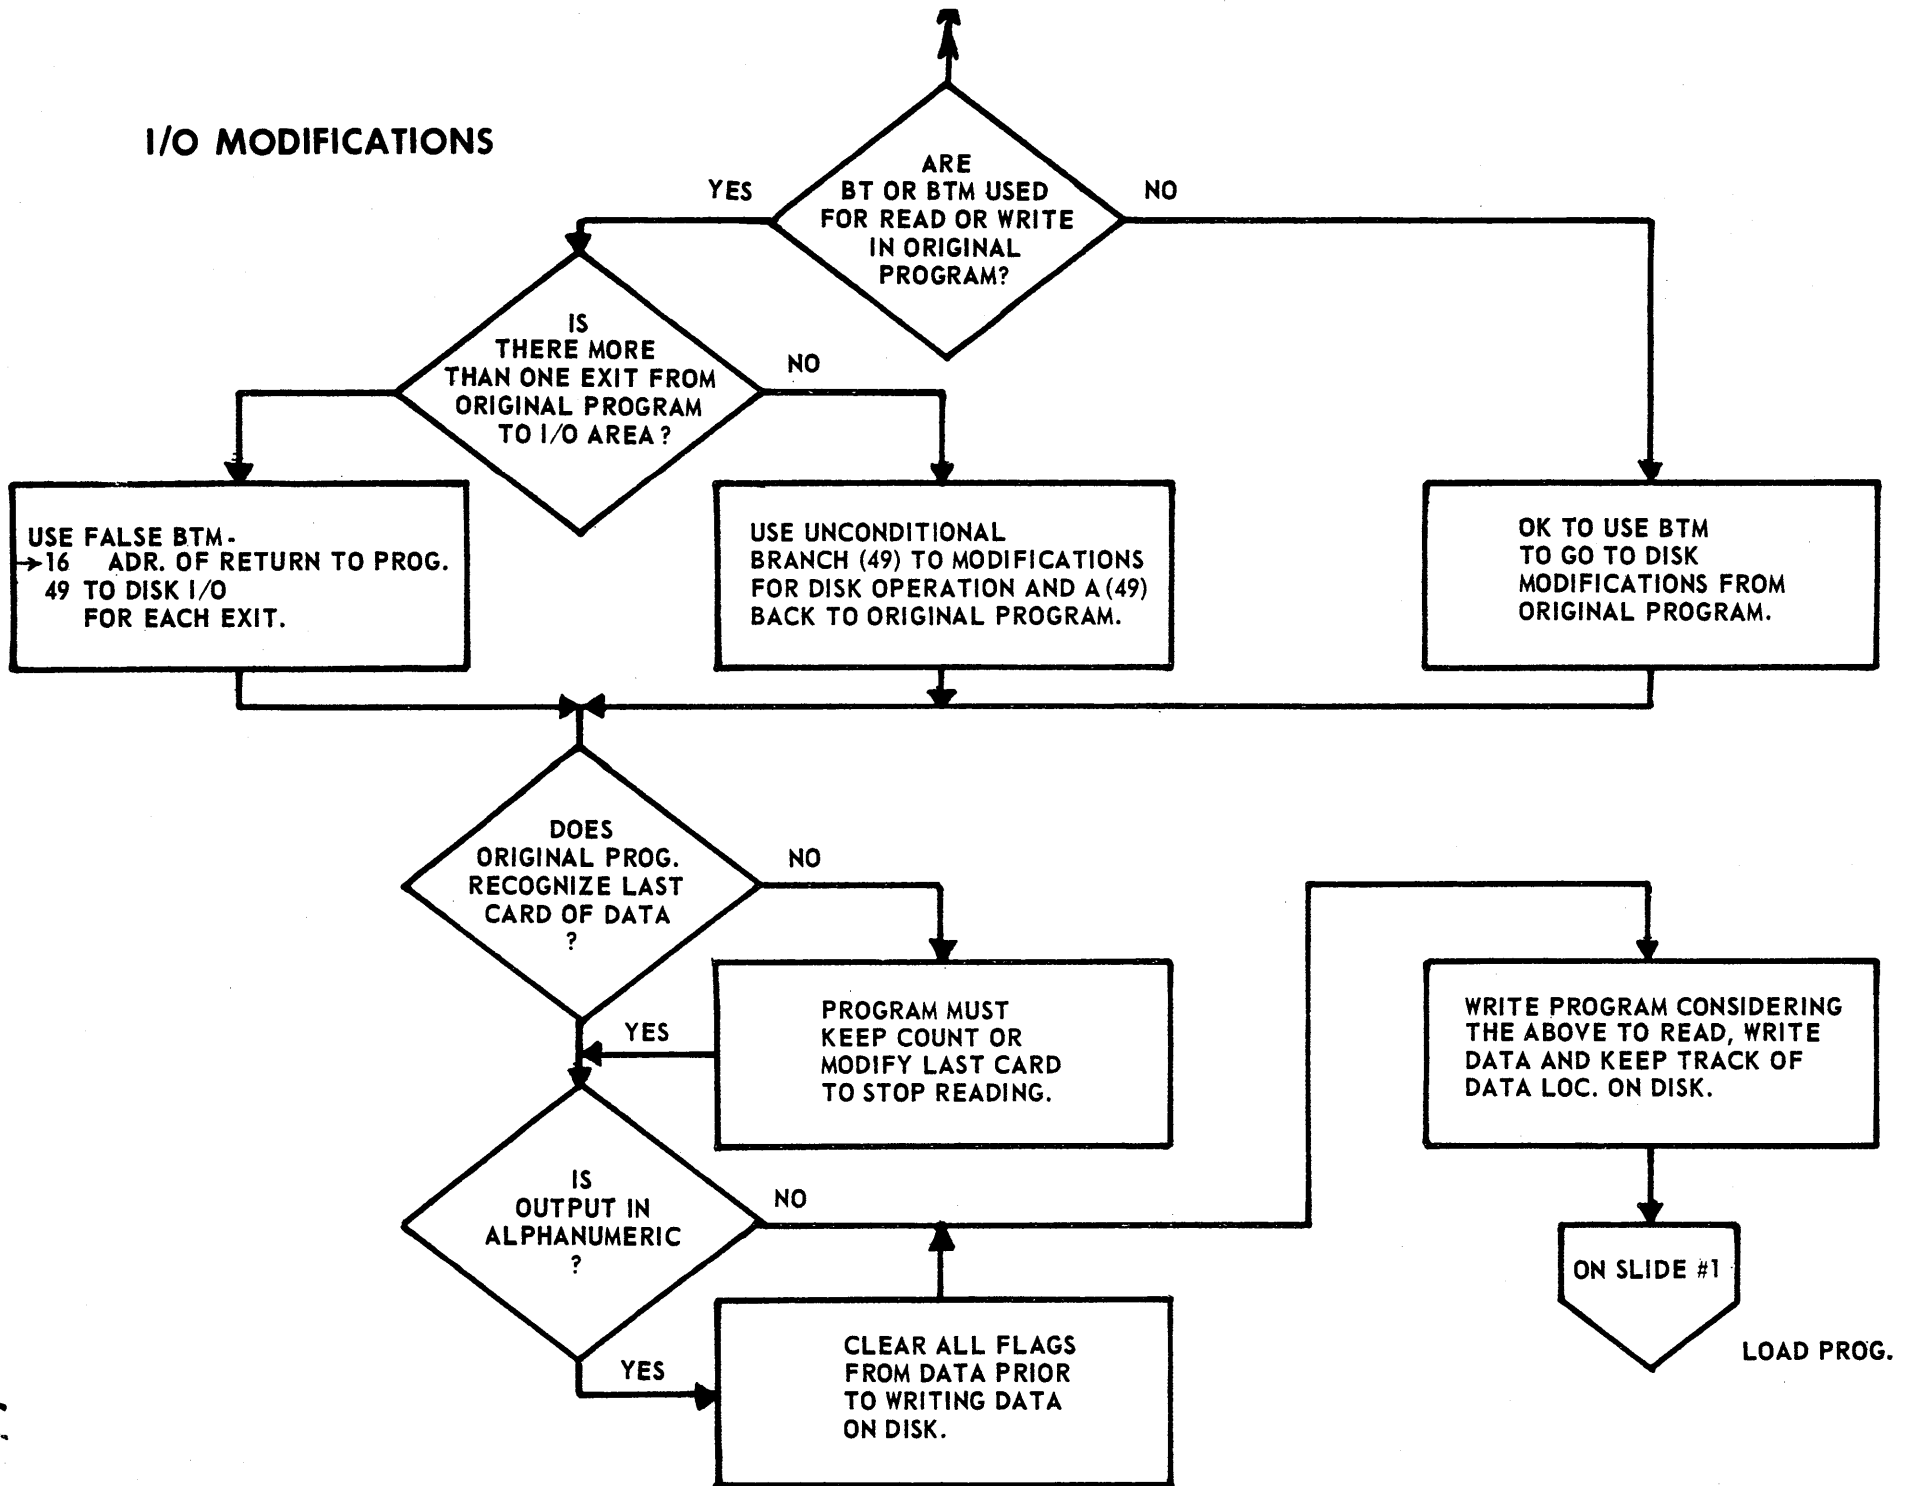 I/O MODIFICATIONS
ARE
BT OR BTM USED
FOR READ OR WRITE
IN ORIGINAL
PROGRAM?
YES
NO
IS
THERE MORE
THAN ONE EXIT FROM
ORIGINAL PROGRAM
TO I/O AREA?
NO
USE FALSE BTM-
→16 ADR. OF RETURN TO PROG.
49 TO DISK I/O
FOR EACH EXIT.
USE UNCONDITIONAL
BRANCH (49) TO MODIFICATIONS
FOR DISK OPERATION AND A (49)
BACK TO ORIGINAL PROGRAM.
OK TO USE BTM
TO GO TO DISK
MODIFICATIONS FROM
ORIGINAL PROGRAM.
DOES
ORIGINAL PROG.
RECOGNIZE LAST
CARD OF DATA
?
NO
YES
PROGRAM MUST
KEEP COUNT OR
MODIFY LAST CARD
TO STOP READING.
IS
OUTPUT IN
ALPHANUMERIC
?
NO
YES
CLEAR ALL FLAGS
FROM DATA PRIOR
TO WRITING DATA
ON DISK.
WRITE PROGRAM CONSIDERING
THE ABOVE TO READ, WRITE
DATA AND KEEP TRACK OF
DATA LOC. ON DISK.
ON SLIDE #1
LOAD PROG.